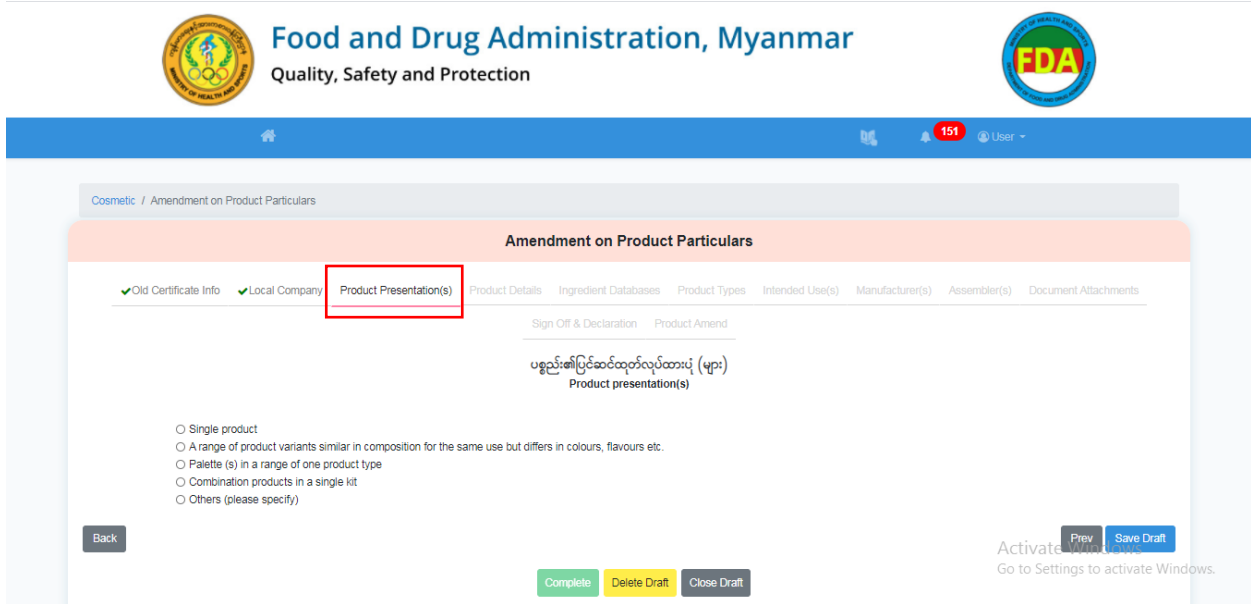 Food and Drug Administration, Myanmar
Quality, Safety and Protection
FDA
151 User
Cosmetic / Amendment on Product Particulars
Amendment on Product Particulars
Old Certificate Info Local Company Product Presentation(s) Product Details Ingredient Databases Product Types Intended Use(s) Manufacturer(s) Assembler(s) Document Attachments
Sign Off & Declaration Product Amend
ပစ္စည်း၏ပြင်ဆင်ထုတ်လုပ်ထားပုံ (များ)
Product presentation(s)
Single product
A range of product variants similar in composition for the same use but differs in colours, flavours etc.
Palette (s) in a range of one product type
Combination products in a single kit
Others (please specify)
Back Prev Save Draft
Activate Windows
Go to Settings to activate Windows.
Complete Delete Draft Close Draft